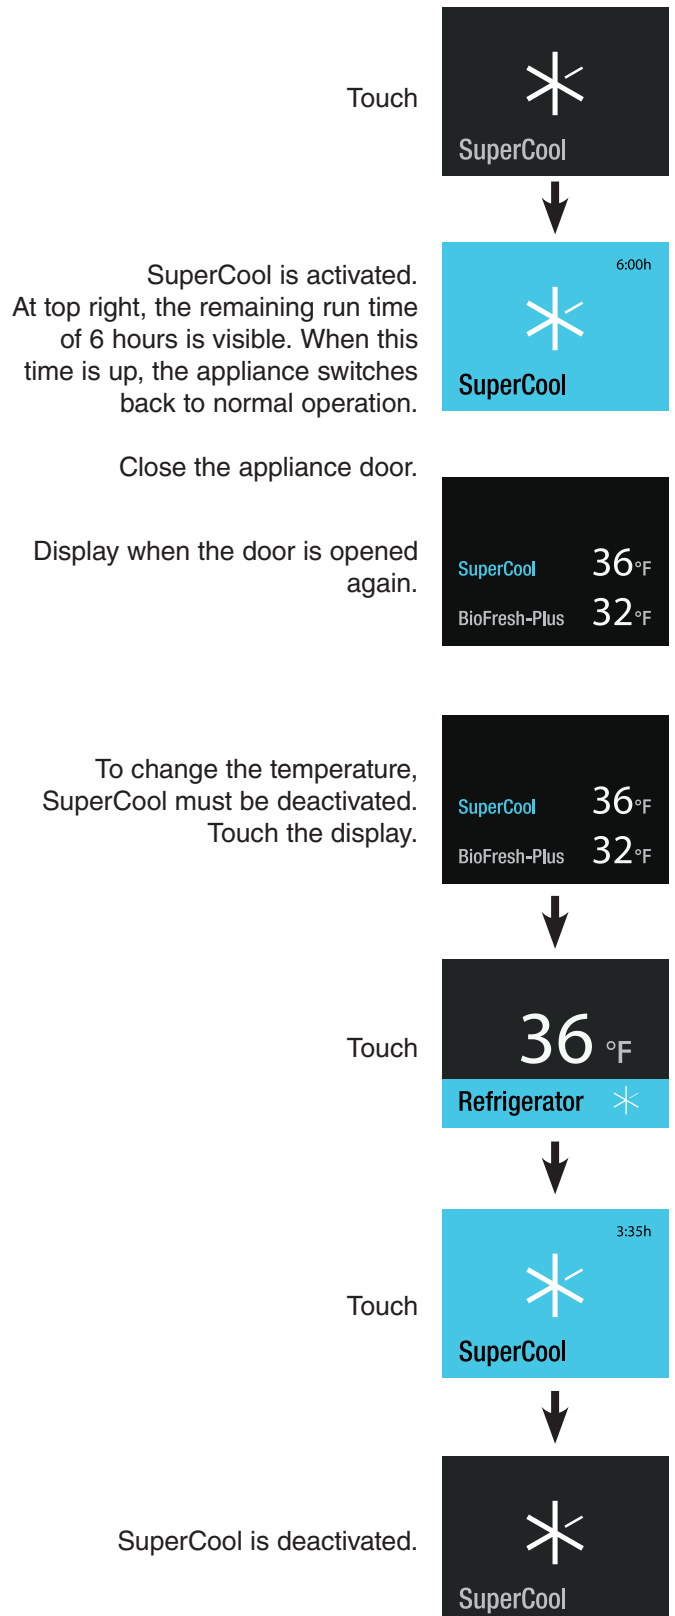 Touch
SuperCool
SuperCool is activated.
At top right, the remaining run time
of 6 hours is visible. When this
time is up, the appliance switches
back to normal operation.
6:00h
SuperCool
Close the appliance door.
Display when the door is opened
again.
SuperCool 36°F
BioFresh-Plus 32°F
To change the temperature,
SuperCool must be deactivated.
Touch the display.
SuperCool 36°F
BioFresh-Plus 32°F
Touch
36 °F
Refrigerator
Touch
3:35h
SuperCool
SuperCool is deactivated.
SuperCool